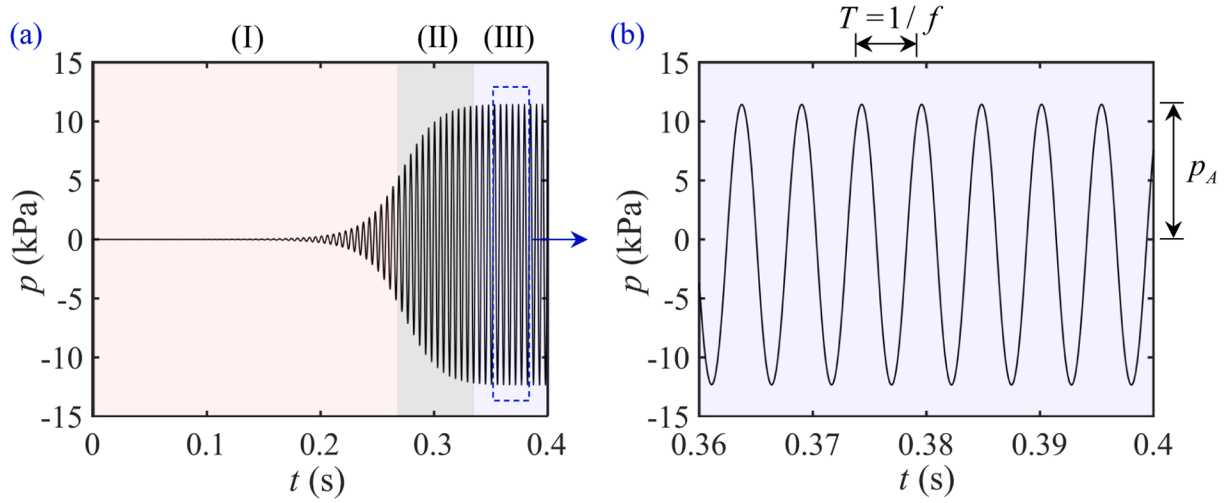 (a)
(I) (II) (III)
15
10
5
0
-5
-10
-15
p (kPa)
0 0.1 0.2 0.3 0.4
t (s)
(b)
T = 1 / f
15
10
5
0
-5
-10
-15
p (kPa)
0.36 0.37 0.38 0.39 0.4
t (s)
p_A